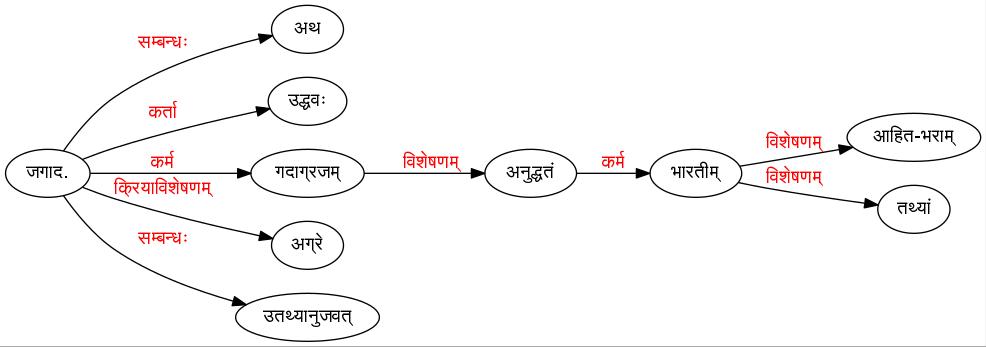 अथ
सम्बन्धः
उद्धवः
कर्ता
आहित-भराम्
विशेषणम्
कर्म
विशेषणम्
कर्म
जगाद.
गदाग्रजम्
अनुद्धतं
भारतीम्
विशेषणम्
क्रियाविशेषणम्
तथ्यां
सम्बन्धः
अग्रे
उतथ्यानुजवत्